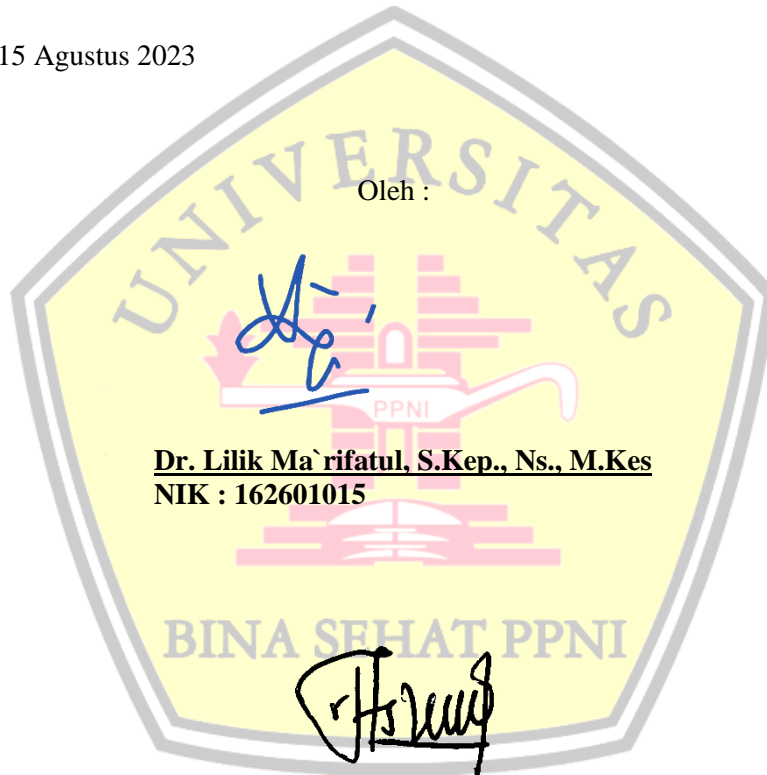 15 Agustus 2023
UNIVERSITAS
Oleh :
PPNI
Dr. Lilik Ma`rifatul, S.Kep., Ns., M.Kes
NIK : 162601015
BINA SEHAT PPNI